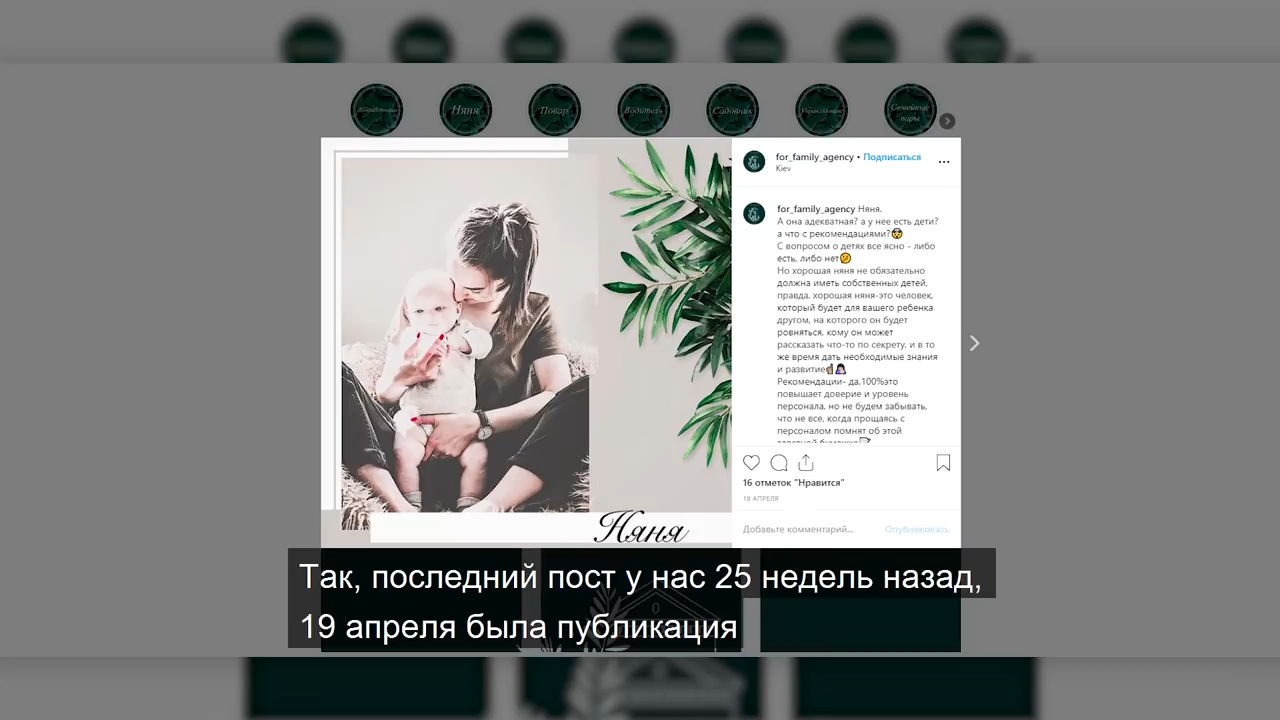 Няня
Повар
Водитель
Садовник
Семейные
пары
for_family_agency • Подписаться
Kiev
for_family_agency Няня.
А она адекватная? а у нее есть дети?
а что с рекомендациями?😨
С вопросом о детях все ясно - либо
есть, либо нет🤔
Но хорошая няня не обязательно
должна иметь собственных детей,
правда, хорошая няня-это человек,
который будет для вашего ребенка
другом, на которого он будет
ровняться, кому он может
рассказать что-то по секрету, и в то
же время дать необходимые знания
и развитие
Рекомендации- да,100%это
повышает доверие и уровень
персонала, но не будем забывать,
что не все, когда прощаясь с
персоналом помнят об этой
16 отметок "Нравится"
19 АПРЕЛЯ
Добавьте комментарий...
Опубликовать
Няня
Так, последний пост у нас 25 недель назад,
19 апреля была публикация